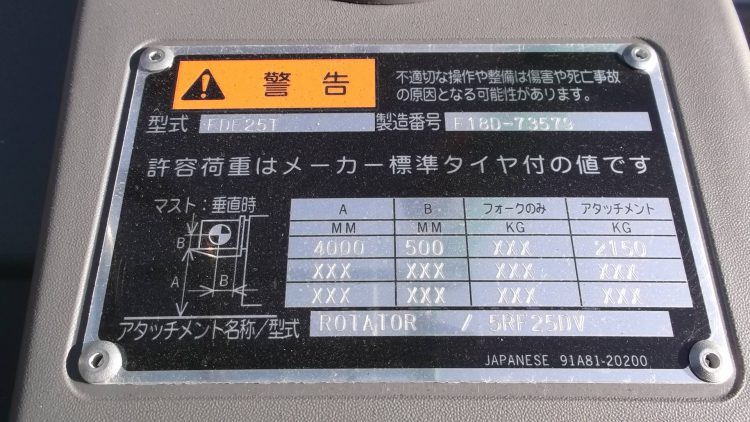 警告
不適切な操作や整備は傷害や死亡事故
の原因となる可能性があります。
型式 FDE25T 製造番号 F18D-73579
許容荷重はメーカー標準タイヤ付の値です
マスト：垂直時
B
A
B
A B フォークのみ アタッチメント
MM MM KG KG
4000 500 XXX 2150
XXX XXX XXX XXX
XXX XXX XXX XXX
アタッチメント名称/型式 ROTATOR / 5RF25DV
JAPANESE 91A81-20200